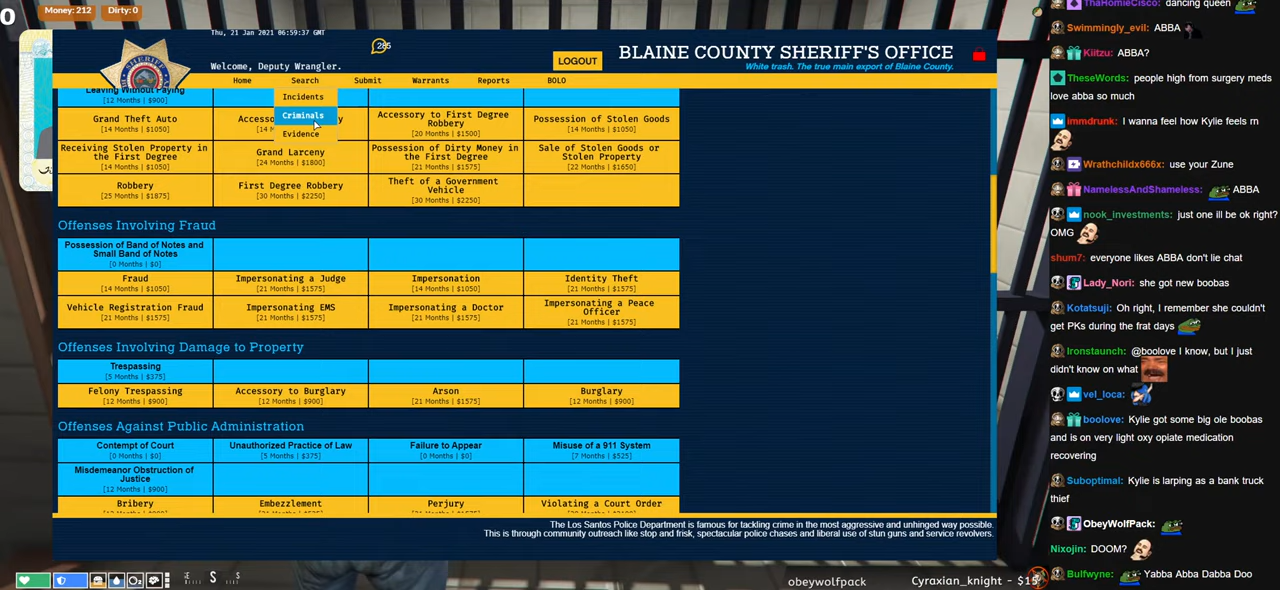 Money: 212
Dirty: 0
Thu, 21 Jan 2021 06:59:37 GMT
285
Welcome, Deputy Wrangler.
LOGOUT
BLAINE COUNTY SHERIFF'S OFFICE
White trash. The true main export of Blaine County.
Home
Search
Submit
Warrants
Reports
BOLO
Incidents
Criminals
Evidence
Leaving Without Paying
[12 Months | $900]
Grand Theft Auto
[14 Months | $1050]
Accessory to First Degree
Robbery
[20 Months | $1500]
Possession of Stolen Goods
[14 Months | $1050]
Receiving Stolen Property in
the First Degree
[14 Months | $1050]
Grand Larceny
[24 Months | $1800]
Possession of Dirty Money in
the First Degree
[21 Months | $1575]
Sale of Stolen Goods or
Stolen Property
[22 Months | $1650]
Robbery
[25 Months | $1875]
First Degree Robbery
[30 Months | $2250]
Theft of a Government
Vehicle
[30 Months | $2250]
Offenses Involving Fraud
Possession of Band of Notes and
Small Band of Notes
[0 Months | $0]
Fraud
[14 Months | $1050]
Impersonating a Judge
[21 Months | $1575]
Impersonation
[14 Months | $1050]
Identity Theft
[21 Months | $1575]
Vehicle Registration Fraud
[21 Months | $1575]
Impersonating EMS
[21 Months | $1575]
Impersonating a Doctor
[21 Months | $1575]
Impersonating a Peace
Officer
[21 Months | $1575]
Offenses Involving Damage to Property
Trespassing
[5 Months | $375]
Felony Trespassing
[12 Months | $900]
Accessory to Burglary
[12 Months | $900]
Arson
[21 Months | $1575]
Burglary
[12 Months | $900]
Offenses Against Public Administration
Contempt of Court
[0 Months | $0]
Unauthorized Practice of Law
[5 Months | $375]
Failure to Appear
[0 Months | $0]
Misuse of a 911 System
[7 Months | $525]
Misdemeanor Obstruction of
Justice
[12 Months | $900]
Bribery
Embezzlement
Perjury
Violating a Court Order
The Los Santos Police Department is famous for tackling crime in the most aggressive and unhinged way possible.
This is through community outreach like stop and frisk, spectacular police chases and liberal use of stun guns and service revolvers.
obeywolfpack
Cyraxian_knight - $15
ThaHomieCisco: dancing queen
Swimmingly_evil: ABBA
Kiitzu: ABBA?
TheseWords: people high from surgery meds
love abba so much
immdrunk: I wanna feel how Kylie feels rn
Wrathchildx666x: use your Zune
NamelessAndShameless: ABBA
nook_investments: just one ill be ok right?
OMG
shum7: everyone likes ABBA don't lie chat
Lady_Nori: she got new boobas
Kotatsuji: Oh right, I remember she couldn't
get PKs during the frat days
Ironstaunch: @boolove I know, but I just
didn't know on what
vel_loca:
boolove: Kylie got some big ole boobas
and is on very light oxy opiate medication
recovering
Suboptimal: Kylie is larping as a bank truck
thief
ObeyWolfPack:
Nixojin: DOOM?
Bulfwyne: Yabba Abba Dabba Doo